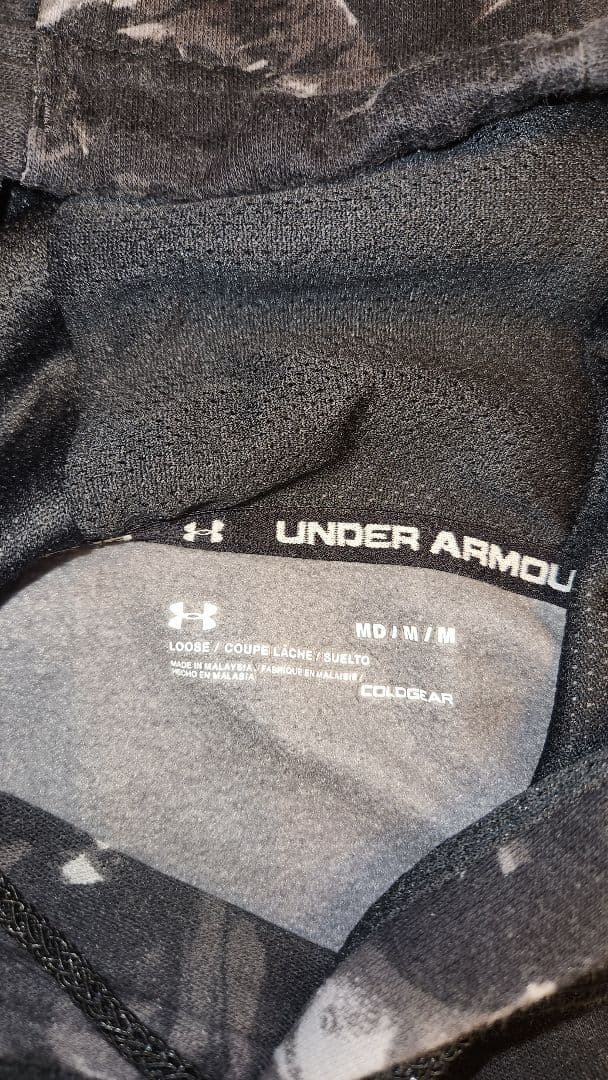 UNDER ARMOU
MD / M / M
LOOSE / COUPE LÂCHE / SUELTO
MADE IN MALAYSIA / FABRIQUÉ EN MALAISIE /
HECHO EN MALASIA
COLDGEAR